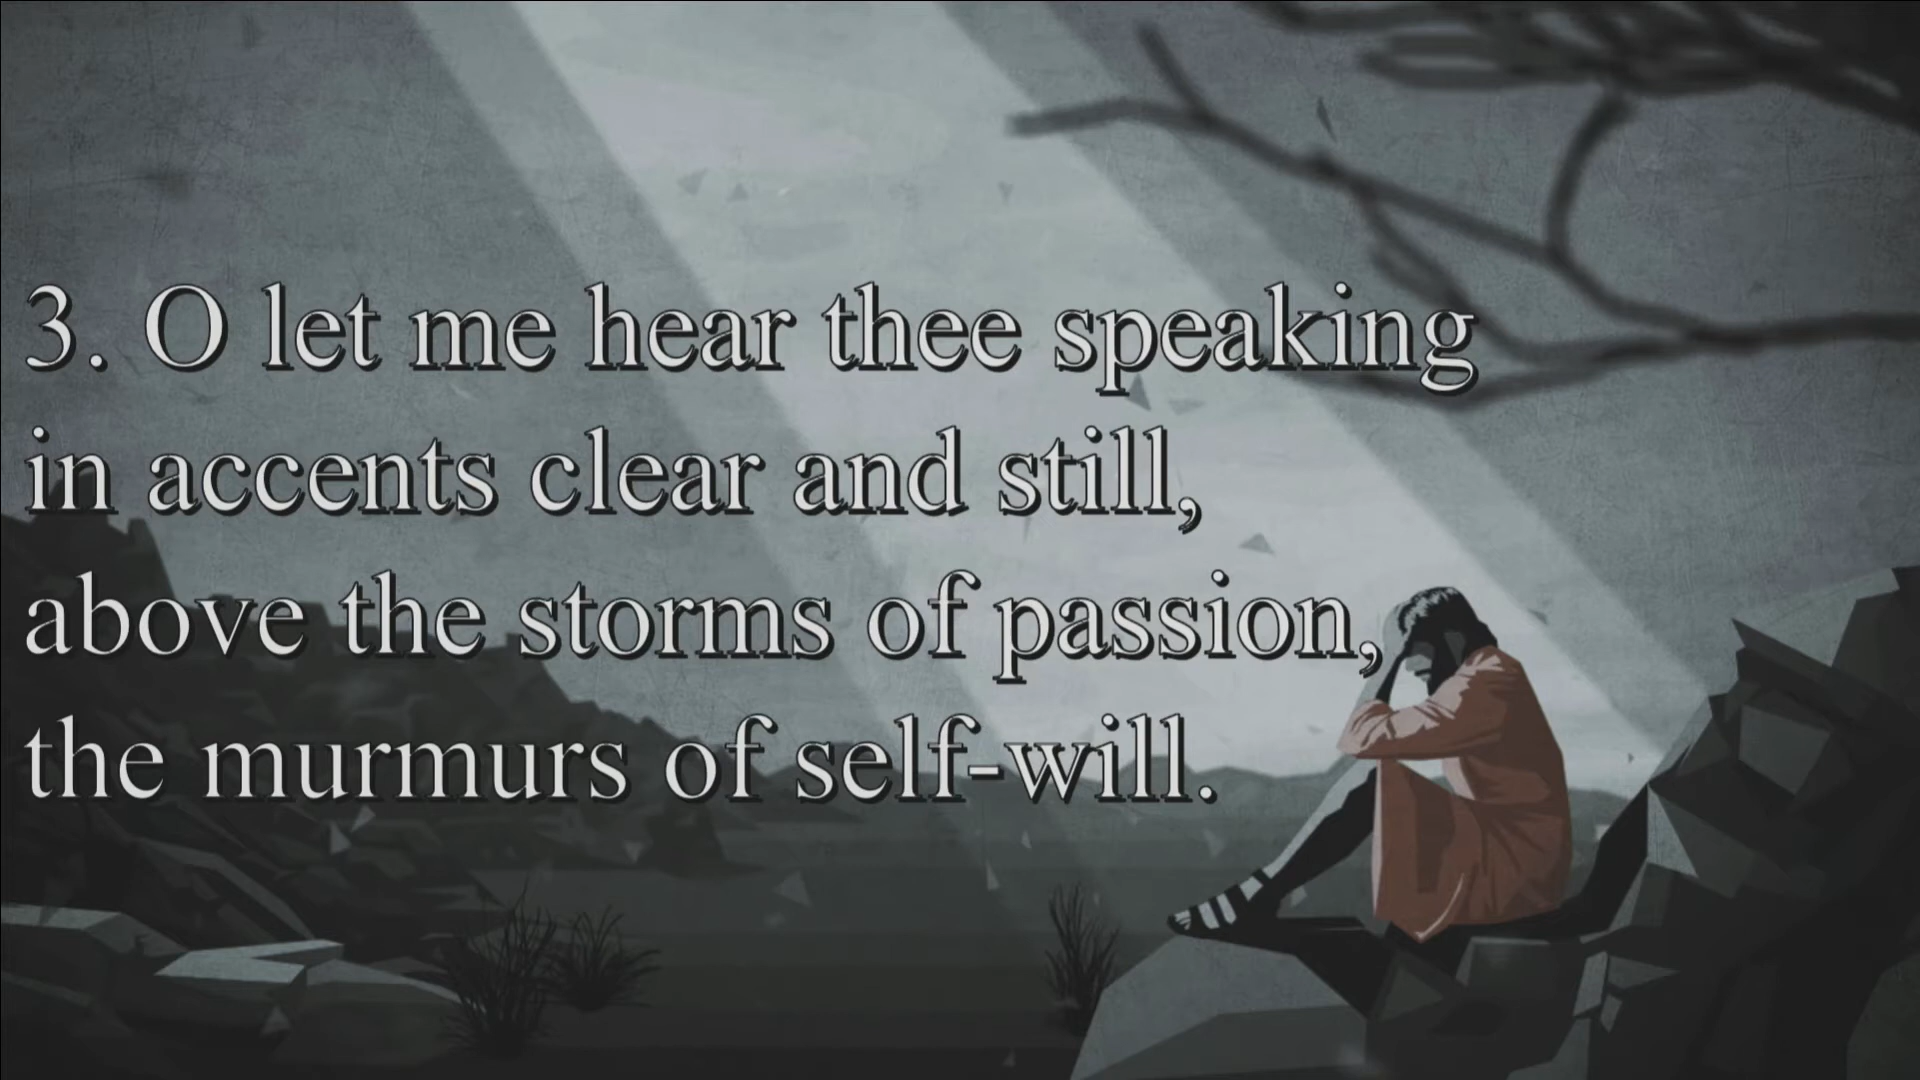 3. O let me hear thee speaking
in accents clear and still,
above the storms of passion,
the murmurs of self-will.